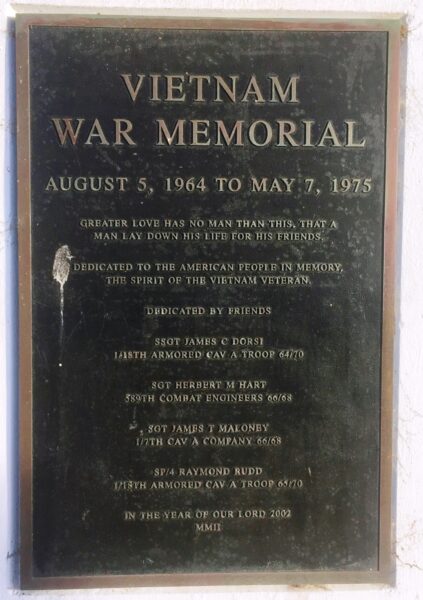 VIETNAM
WAR MEMORIAL
AUGUST 5, 1964 TO MAY 7, 1975
GREATER LOVE HAS NO MAN THAN THIS, THAT A
MAN LAY DOWN HIS LIFE FOR HIS FRIENDS.
DEDICATED TO THE AMERICAN PEOPLE IN MEMORY,
THE SPIRIT OF THE VIETNAM VETERAN.
DEDICATED BY FRIENDS
SSGT JAMES C DORSI
1/18TH ARMORED CAV A TROOP 64/70
SGT HERBERT M HART
589TH COMBAT ENGINEERS 66/68
SGT JAMES T MALONEY
1/7TH CAV A COMPANY 66/68
SP/4 RAYMOND RUDD
1/18TH ARMORED CAV A TROOP 65/70
IN THE YEAR OF OUR LORD 2002
MMII